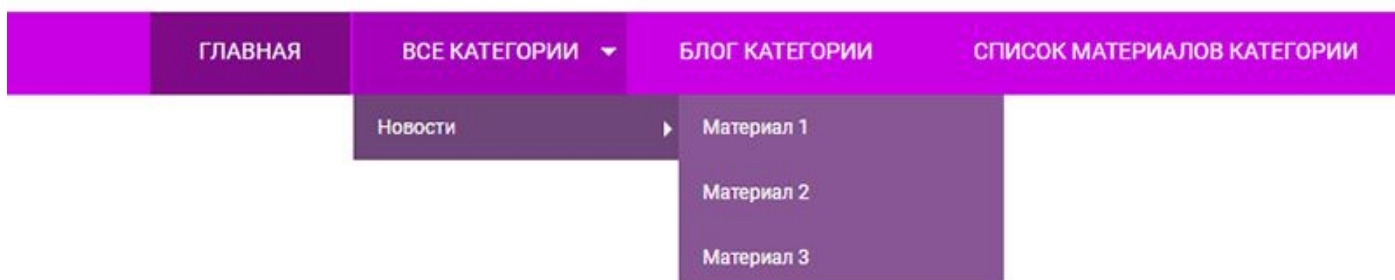 ГЛАВНАЯ ВСЕ КАТЕГОРИИ БЛОГ КАТЕГОРИИ СПИСОК МАТЕРИАЛОВ КАТЕГОРИИ
Новости Материал 1
Материал 2
Материал 3